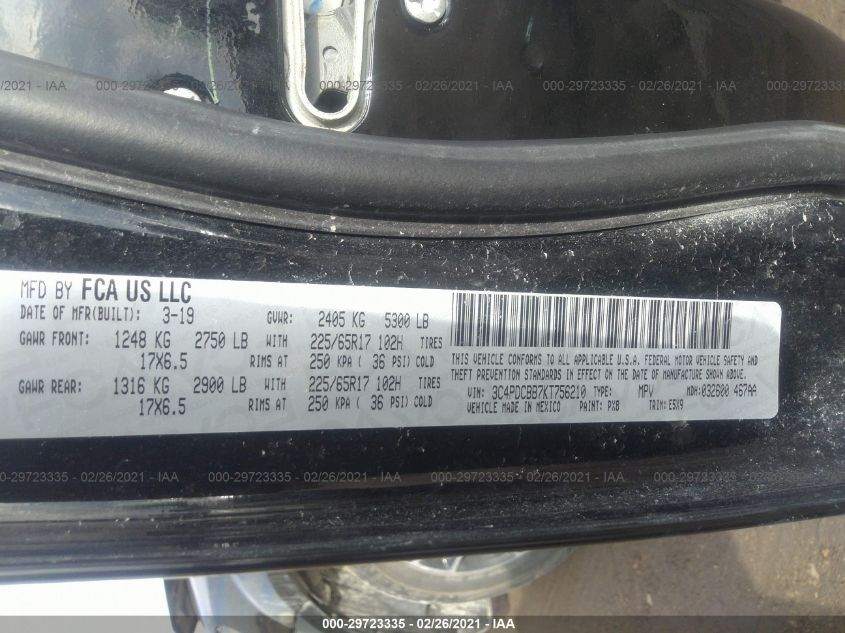 000-29723335 - 02/26/2021 - IAA
MFD BY FCA US LLC
DATE OF MFR(BUILT): 3-19 GVWR: 2405 KG 5300 LB
GAWR FRONT: 1248 KG 2750 LB WITH 225/65R17 102H TIRES
17X6.5 RIMS AT 250 KPA ( 36 PSI) COLD
GAWR REAR: 1316 KG 2900 LB WITH 225/65R17 102H TIRES
17X6.5 RIMS AT 250 KPA ( 36 PSI) COLD
THIS VEHICLE CONFORMS TO ALL APPLICABLE U.S.A. FEDERAL MOTOR VEHICLE SAFETY AND
THEFT PREVENTION STANDARDS IN EFFECT ON THE DATE OF MANUFACTURE SHOWN ABOVE.
VIN: 3C4PDCBB7KT756210 TYPE: MPV MDH: 032600 467AA
VEHICLE MADE IN MEXICO PAINT: PX8 TRIM: E5X9
000-29723335 - 02/26/2021 - IAA
000-29723335 - 02/26/2021 - IAA